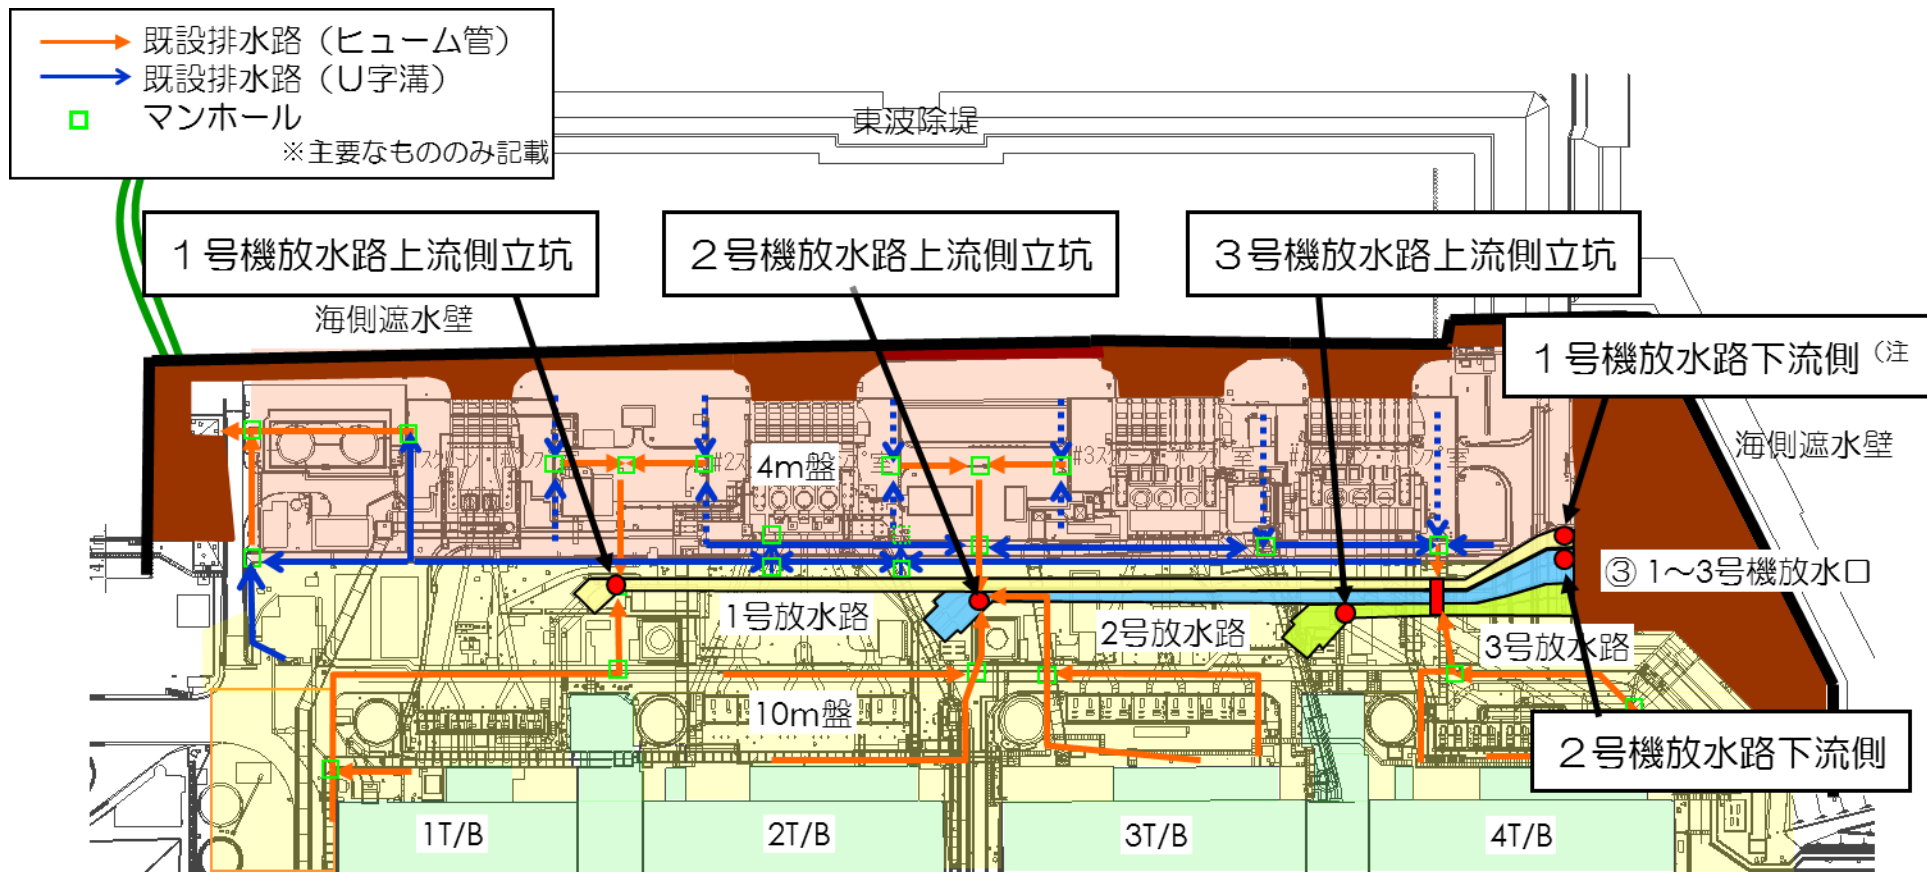 既設排水路（ヒューム管）
既設排水路（U字溝）
マンホール
※主要なもののみ記載
東波除堤
１号機放水路上流側立坑
２号機放水路上流側立坑
３号機放水路上流側立坑
海側遮水壁
１号機放水路下流側（注
海側遮水壁
4m盤
③ 1～3号機放水口
1号放水路
2号放水路
3号放水路
10m盤
２号機放水路下流側
1T/B
2T/B
3T/B
4T/B